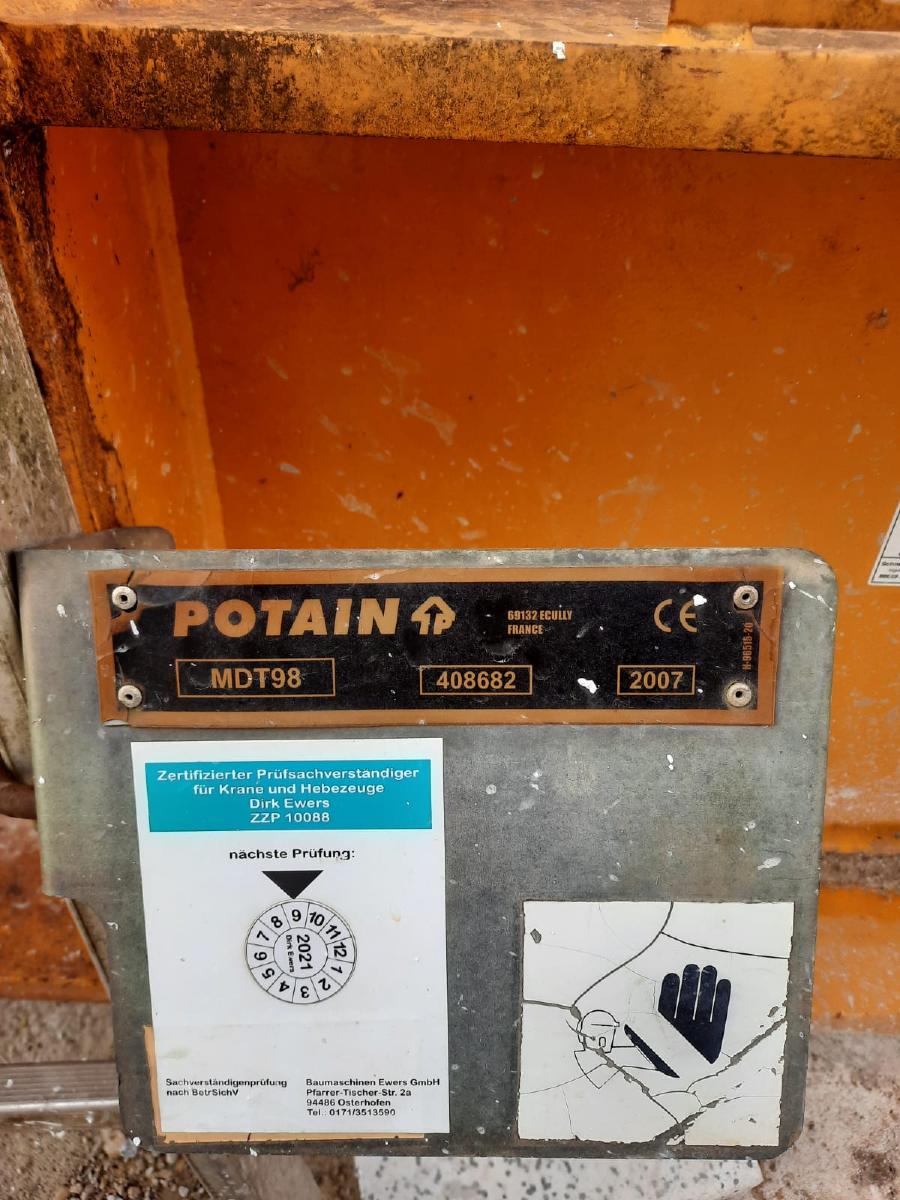 POTAIN
69132 ECULLY
FRANCE
CE
MDT98
408682
2007
H-96515-20
Zertifizierter Prüfsachverständiger
für Krane und Hebezeuge
Dirk Ewers
ZZP 10088
nächste Prüfung:
1 2 3 4 5 6 7 8 9 10 11 12
2021
Dirk Ewers
Sachverständigenprüfung
nach BetrSichV
Baumaschinen Ewers GmbH
Pfarrer-Tischer-Str. 2a
94486 Osterhofen
Tel.: 0171/3513590